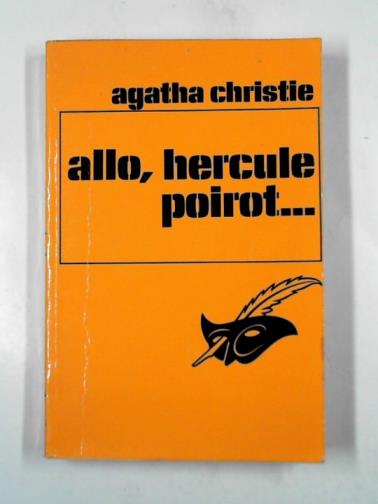 agatha christie
allo, hercule
poirot...